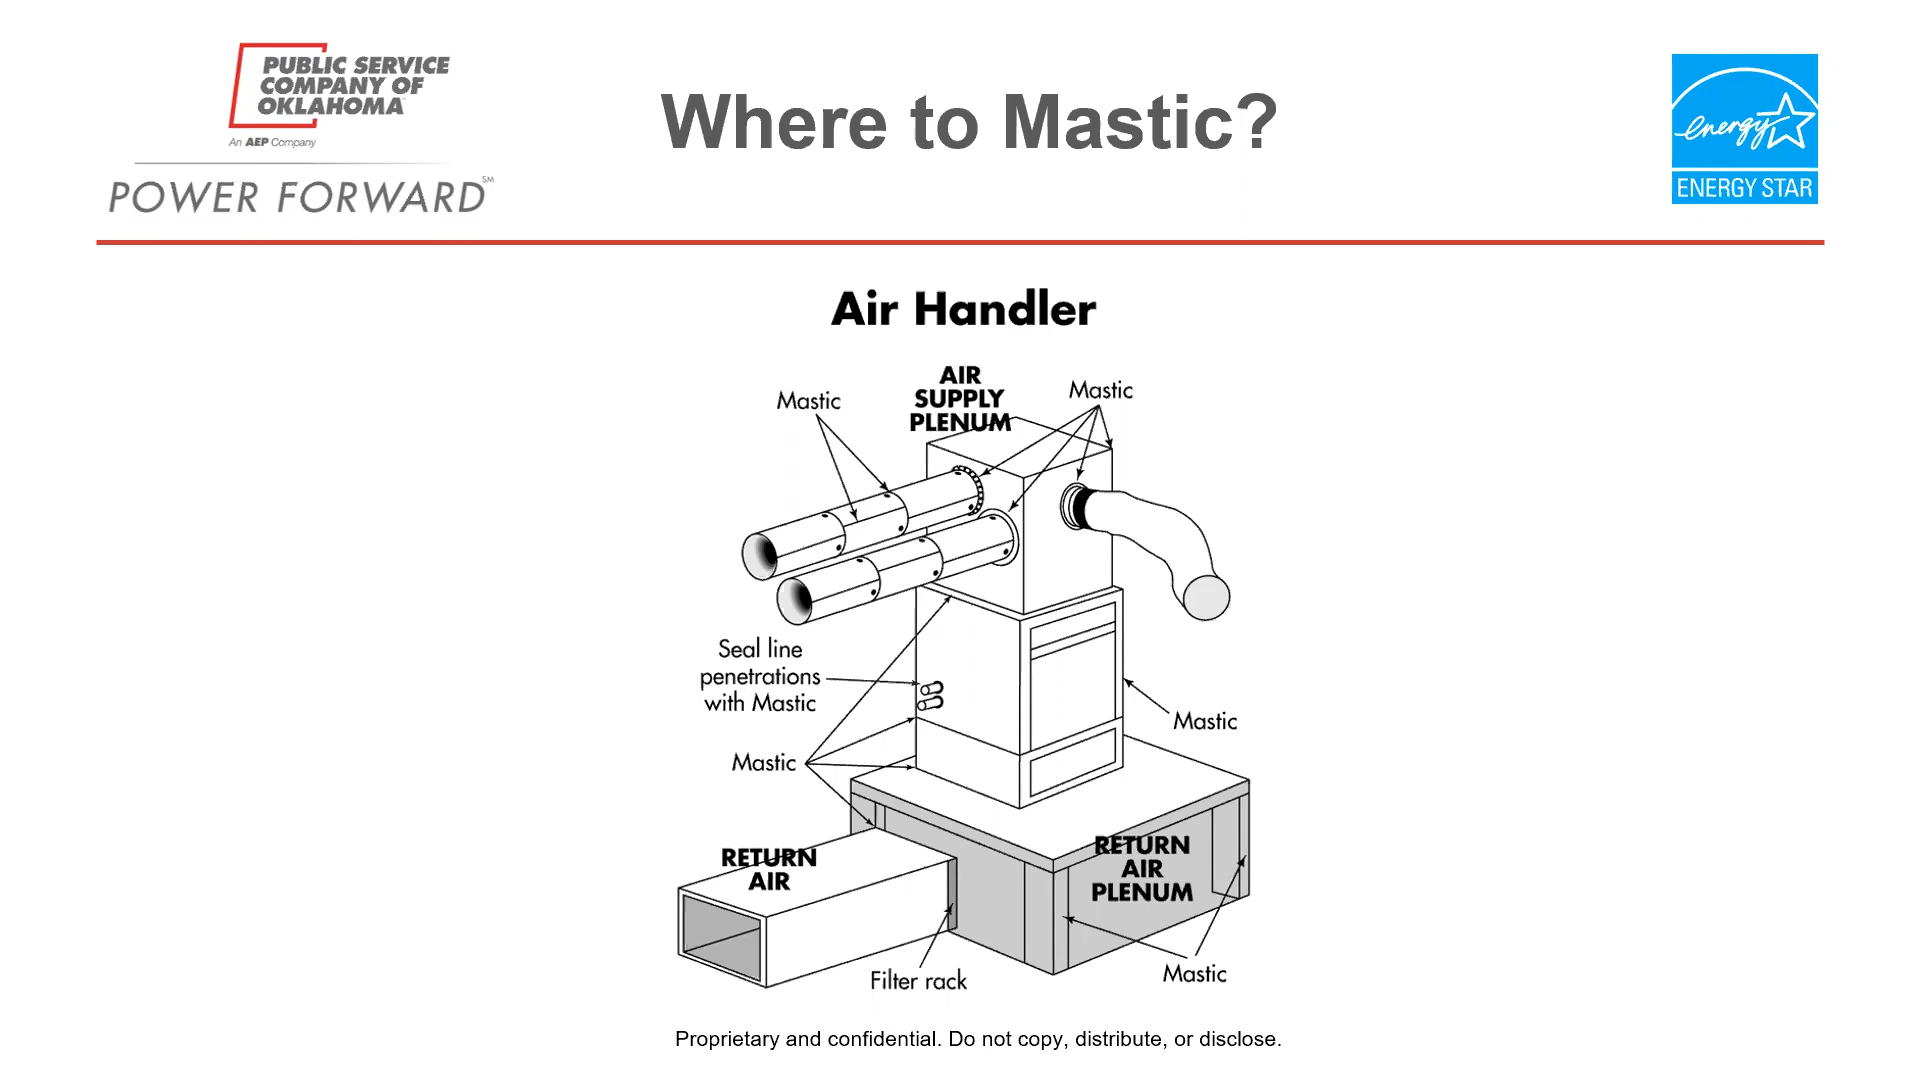 PUBLIC SERVICE
COMPANY OF
OKLAHOMA
An AEP Company
POWER FORWARD℠
Where to Mastic?
energy
ENERGY STAR
Air Handler
Mastic
AIR
SUPPLY
PLENUM
Mastic
Seal line
penetrations
with Mastic
Mastic
Mastic
RETURN
AIR
RETURN
AIR
PLENUM
Filter rack
Mastic
Proprietary and confidential. Do not copy, distribute, or disclose.